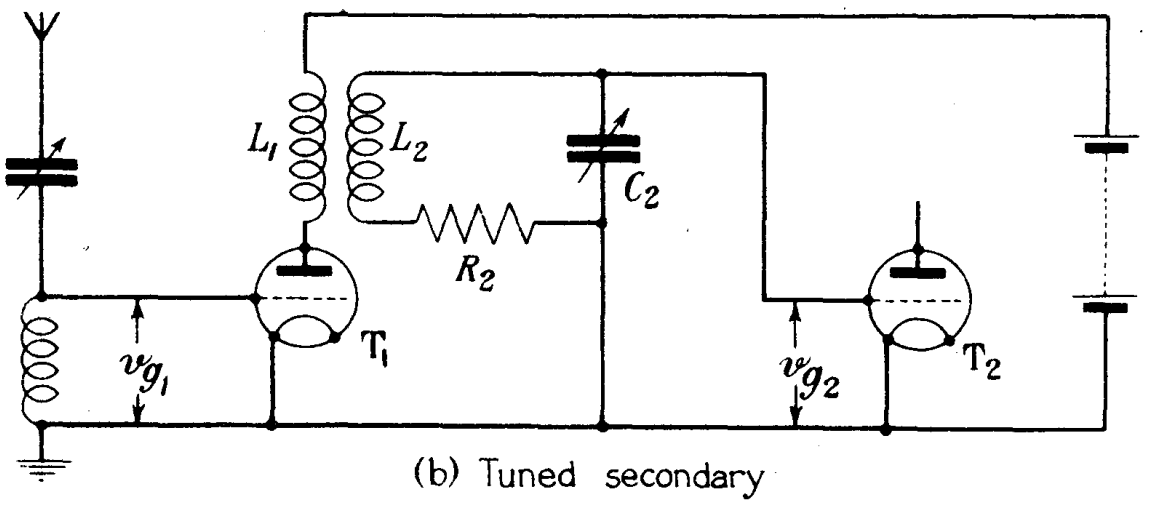 L₁
L₂
C₂
R₂
T₁
vg₁
vg₂
T₂
(b) Tuned secondary